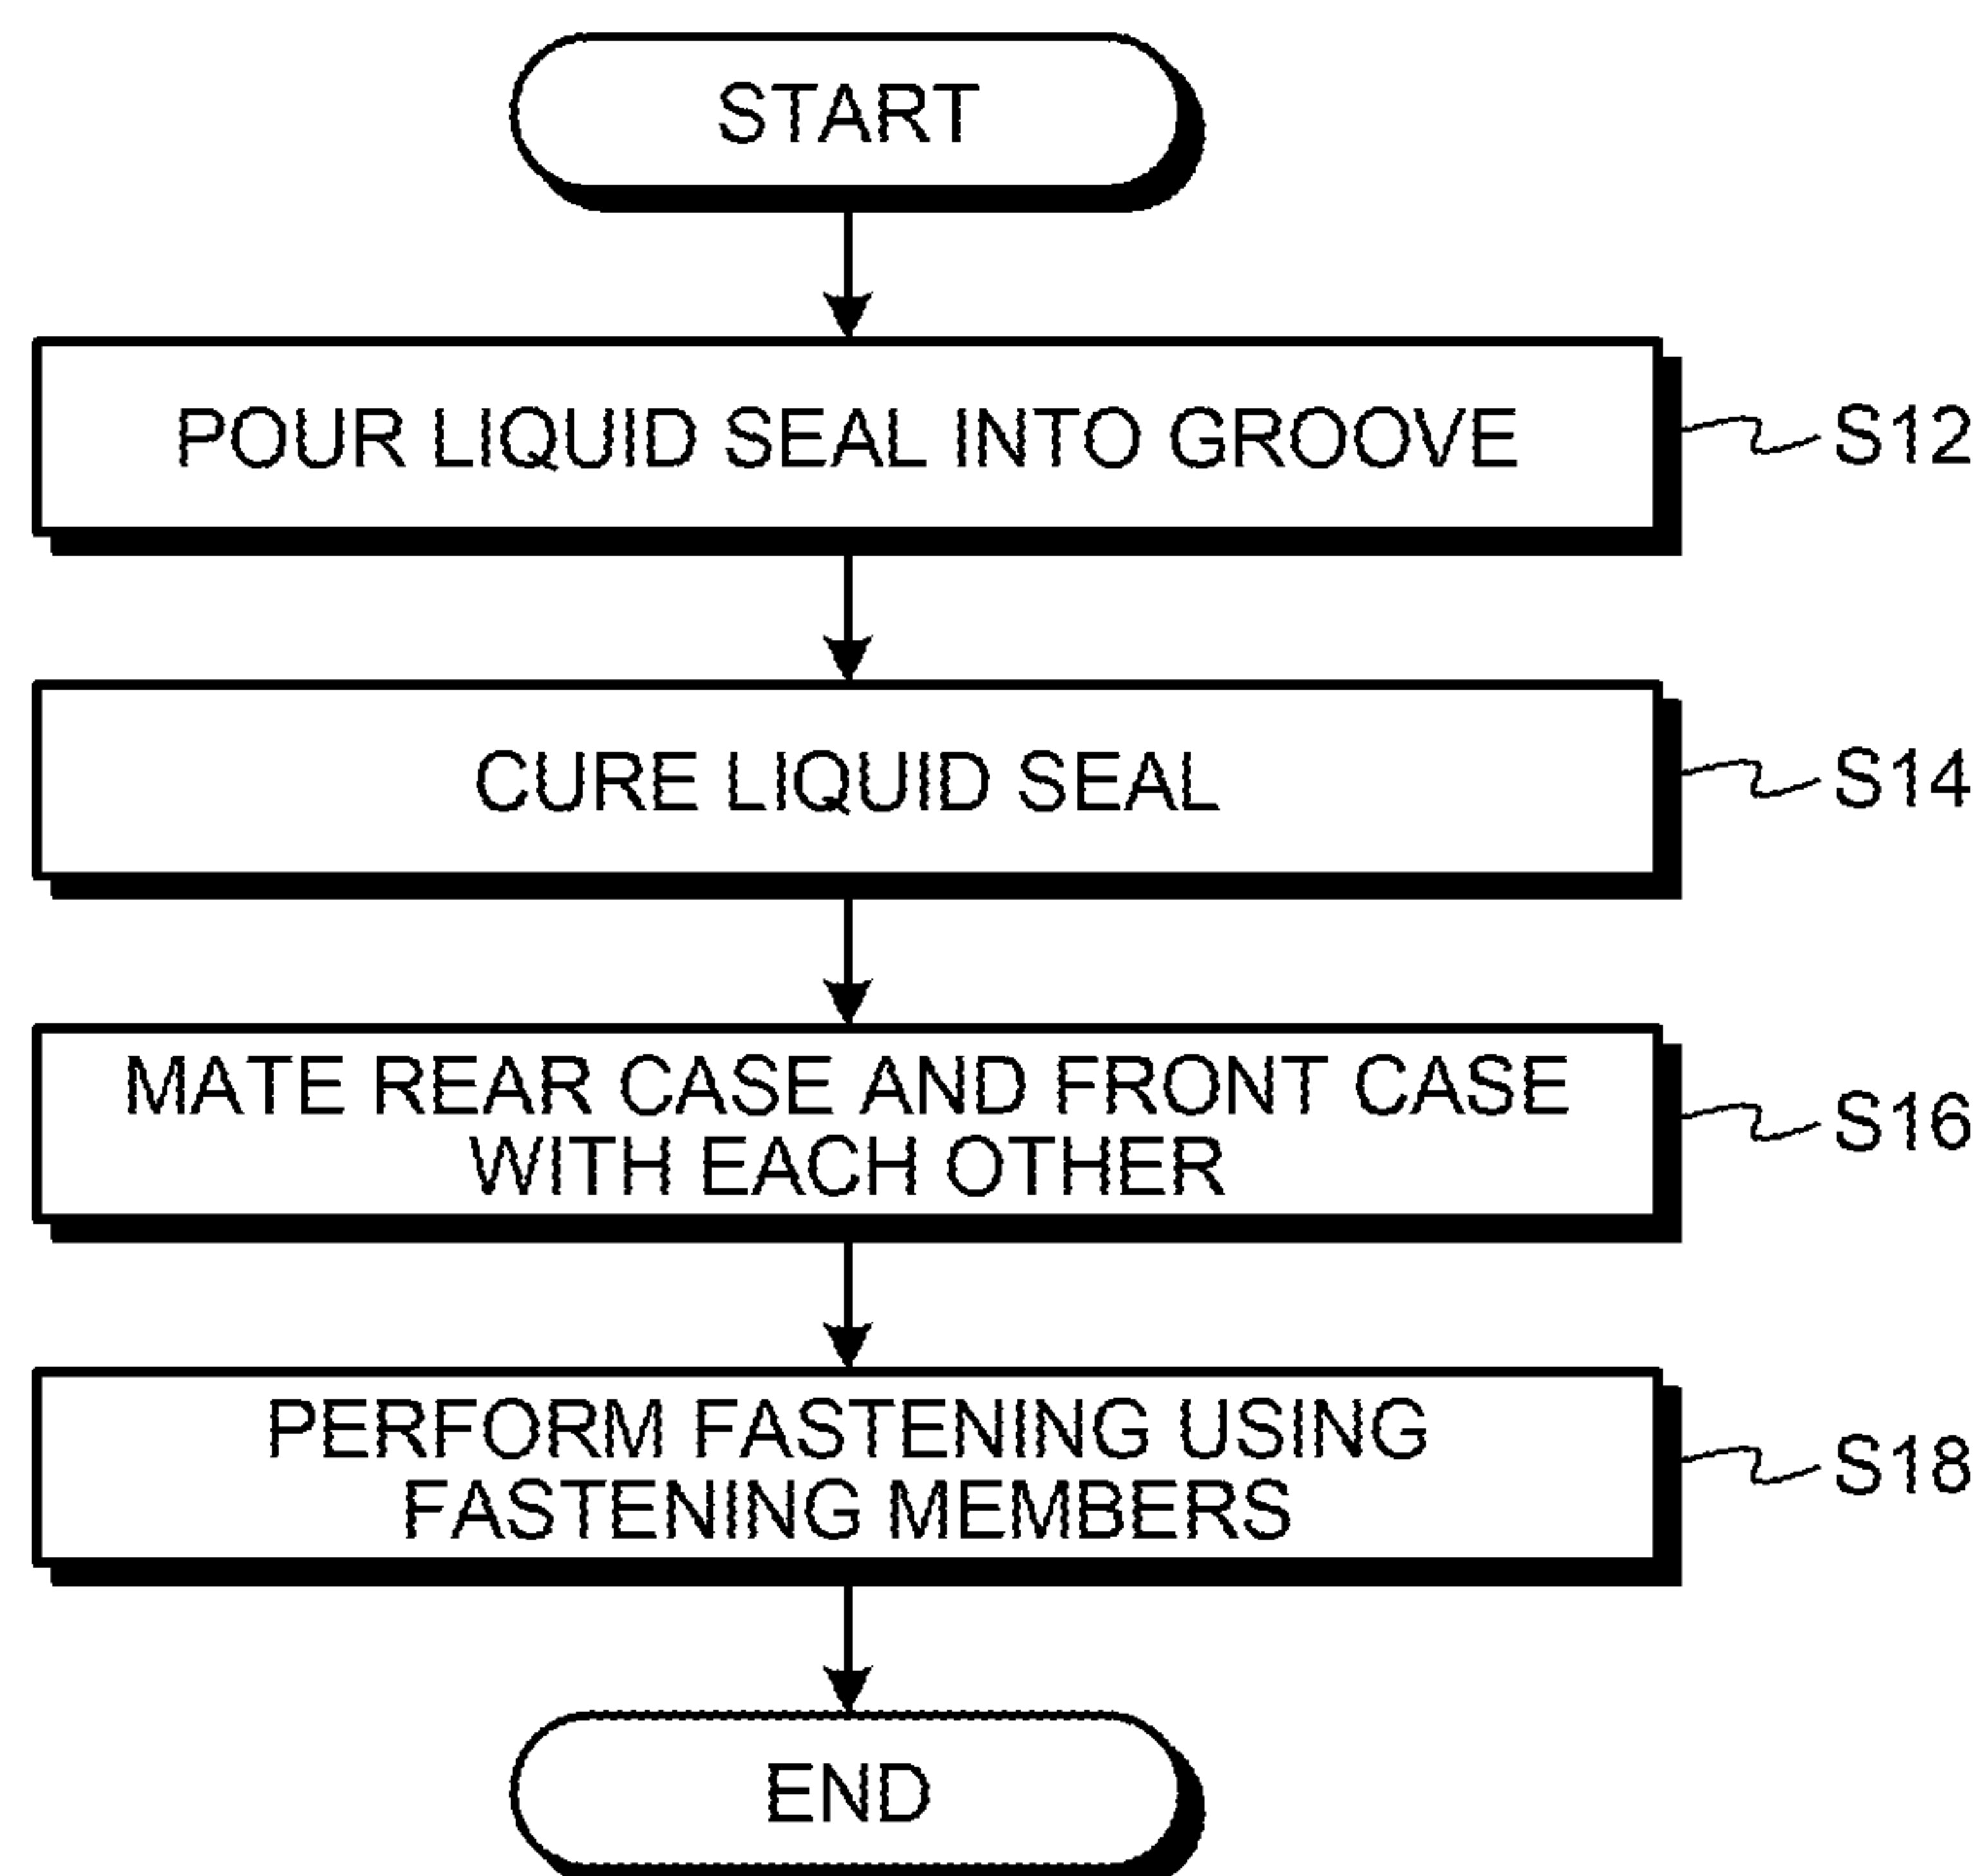 START
POUR LIQUID SEAL INTO GROOVE
S12
CURE LIQUID SEAL
S14
MATE REAR CASE AND FRONT CASE
WITH EACH OTHER
S16
PERFORM FASTENING USING
FASTENING MEMBERS
S18
END